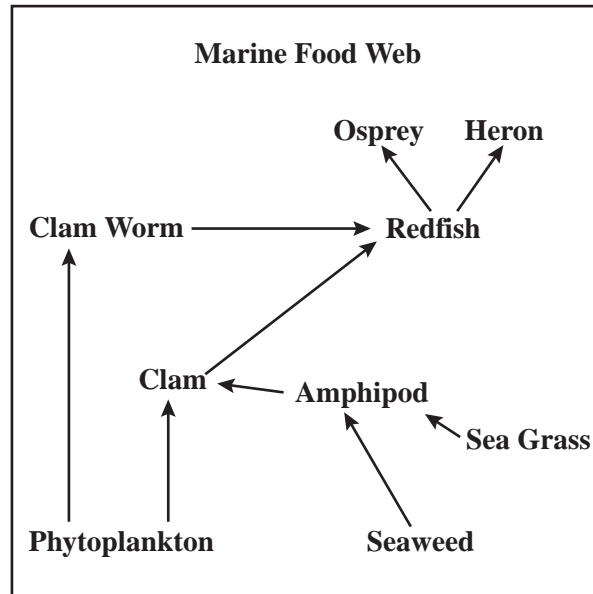 Marine Food Web
Osprey
Heron
Clam Worm
Redfish
Clam
Amphipod
Sea Grass
Phytoplankton
Seaweed